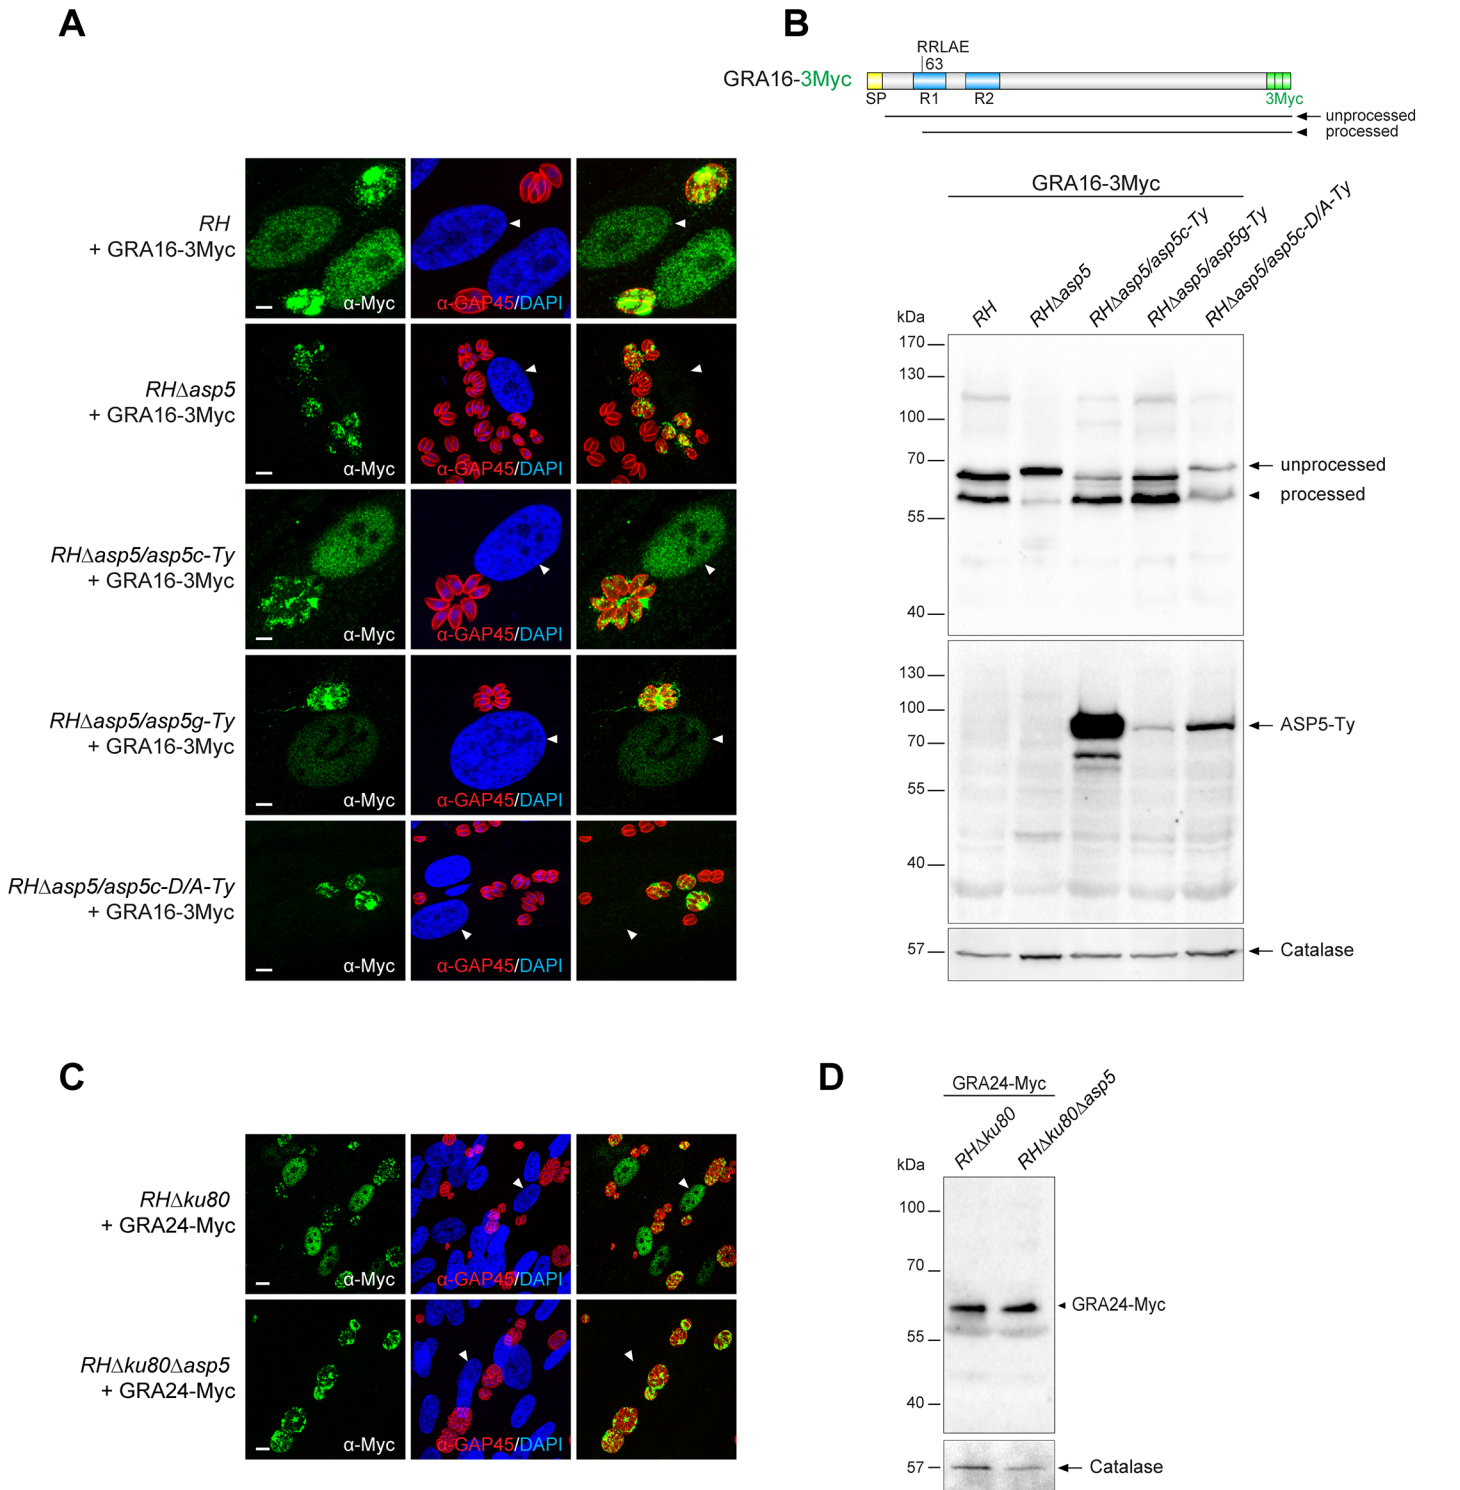 A
RH
+ GRA16-3Myc
α-Myc
α-GAP45/DAPI
RHΔasp5
+ GRA16-3Myc
α-Myc
α-GAP45/DAPI
RHΔasp5/asp5c-Ty
+ GRA16-3Myc
α-Myc
α-GAP45/DAPI
RHΔasp5/asp5g-Ty
+ GRA16-3Myc
α-Myc
α-GAP45/DAPI
RHΔasp5/asp5c-D/A-Ty
+ GRA16-3Myc
α-Myc
α-GAP45/DAPI
B
RRLAE
63
GRA16-3Myc
SP
R1
R2
3Myc
unprocessed
processed
GRA16-3Myc
RH
RHΔasp5
RHΔasp5/asp5c-Ty
RHΔasp5/asp5g-Ty
RHΔasp5/asp5c-D/A-Ty
kDa
170
130
100
70
55
40
unprocessed
processed
130
100
70
55
40
ASP5-Ty
57
Catalase
C
RHΔku80
+ GRA24-Myc
α-Myc
α-GAP45/DAPI
RHΔku80Δasp5
+ GRA24-Myc
α-Myc
α-GAP45/DAPI
D
GRA24-Myc
RHΔku80
RHΔku80Δasp5
kDa
100
70
55
40
GRA24-Myc
57
Catalase